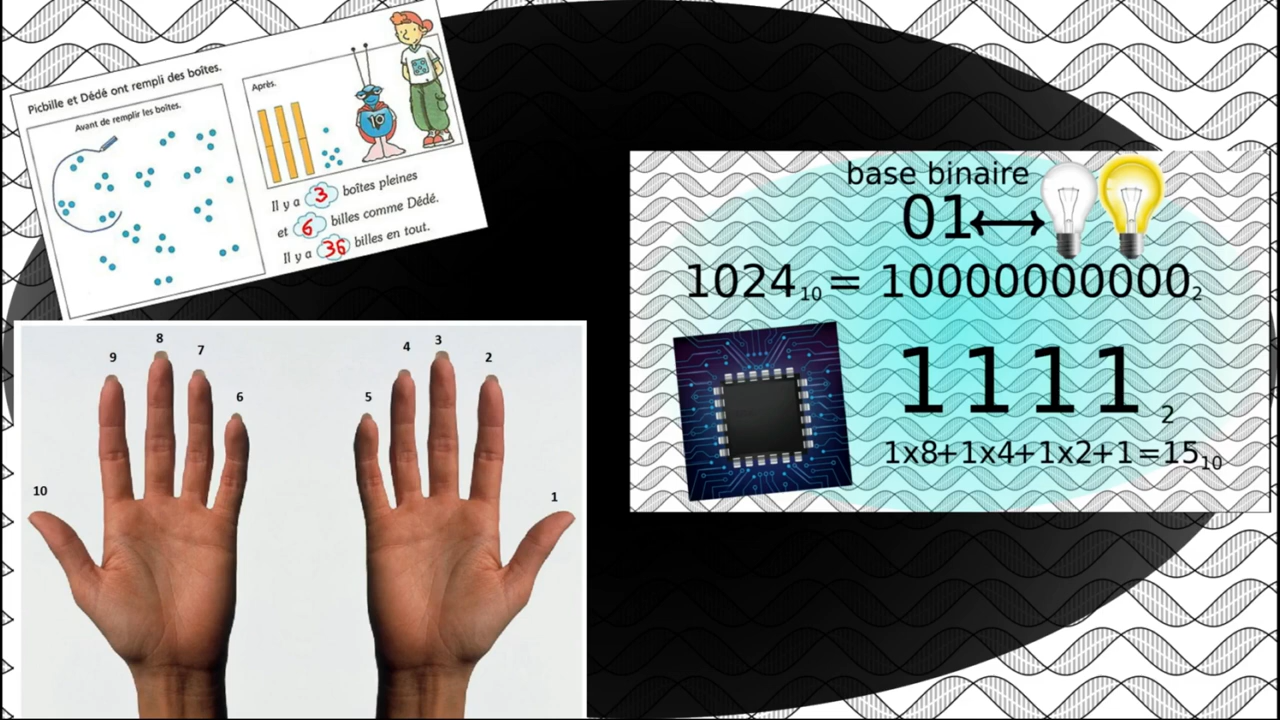 Picbille et Dédé ont rempli des boîtes.
Avant de remplir les boîtes.
Après.
10
Il y a 3 boîtes pleines
et 6 billes comme Dédé.
Il y a 36 billes en tout.
base binaire
01
1024₁₀ = 10000000000₂
1111₂
1x8+1x4+1x2+1=15₁₀
9 8 7 6 5 4 3 2
10 1